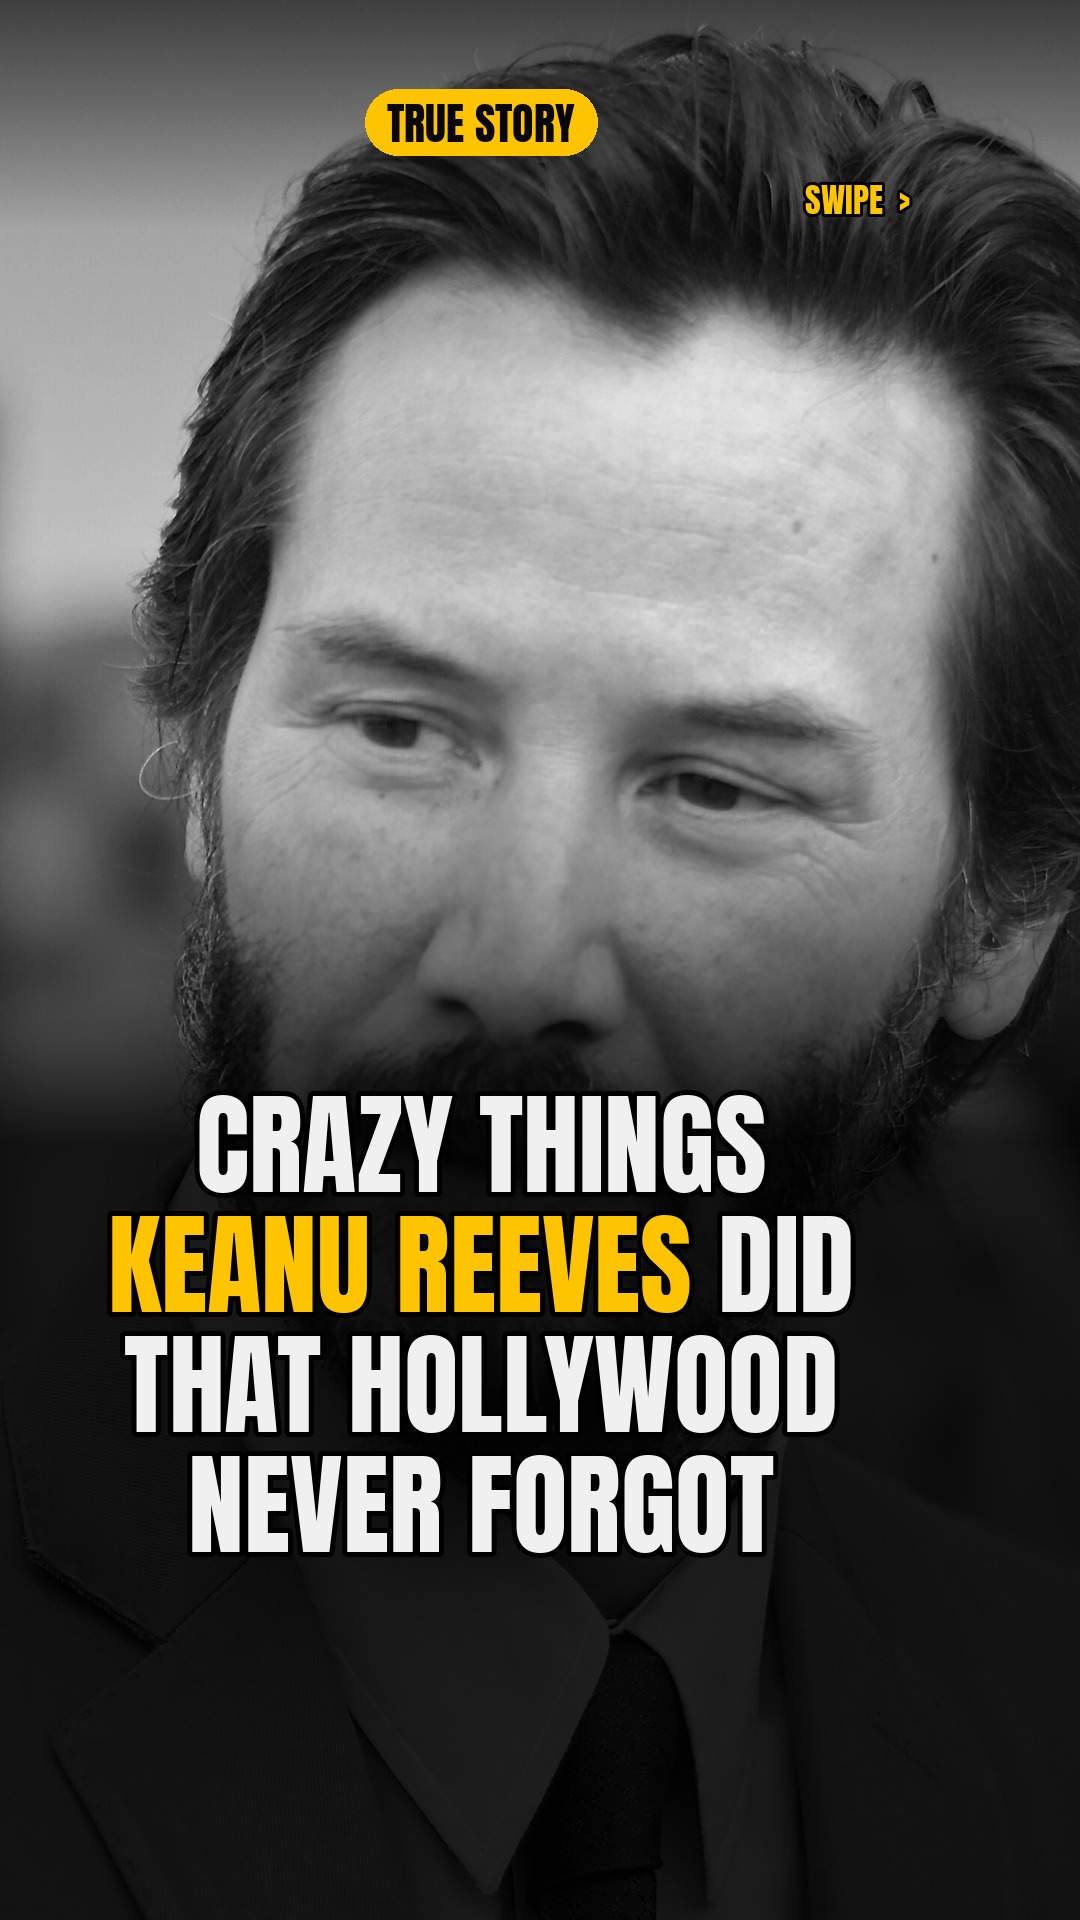 TRUE STORY
SWIPE >
CRAZY THINGS
KEANU REEVES DID
THAT HOLLYWOOD
NEVER FORGOT